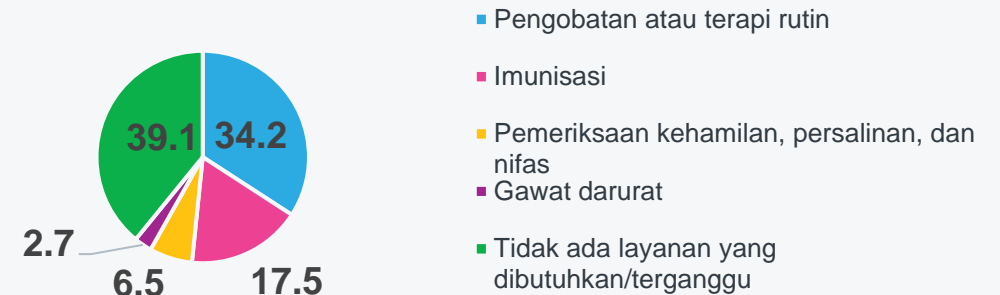 39.1
34.2
2.7
6.5
17.5
Pengobatan atau terapi rutin
Imunisasi
Pemeriksaan kehamilan, persalinan, dan
nifas
Gawat darurat
Tidak ada layanan yang
dibutuhkan/terganggu